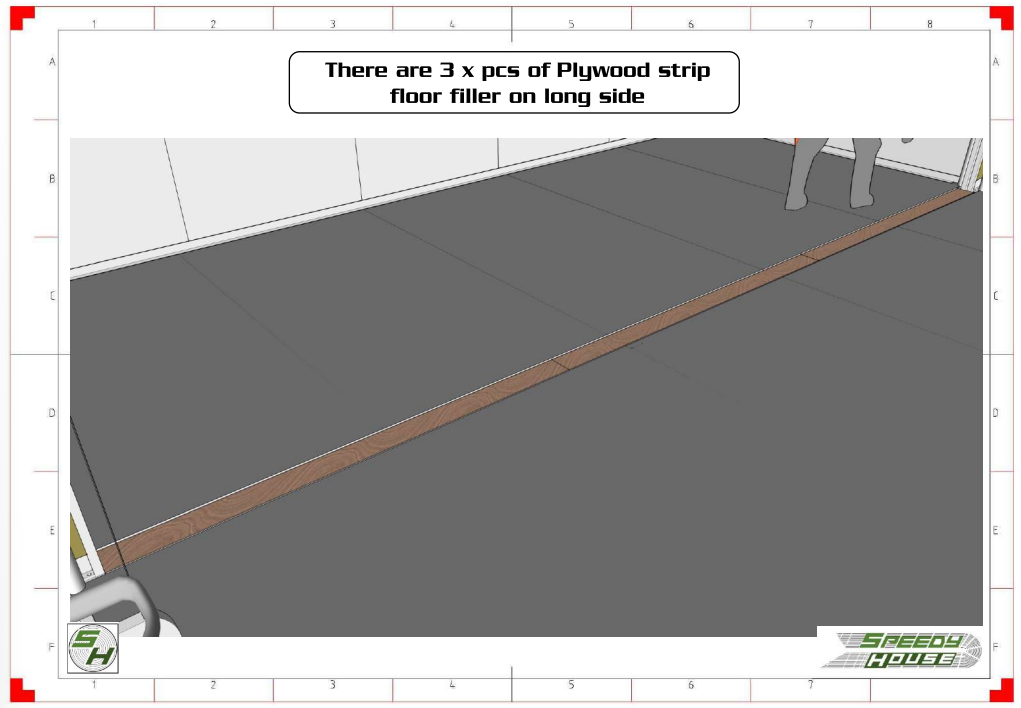 1 2 3 4 5 6 7 8
There are 3 x pcs of Plywood strip
floor filler on long side
A A
B B
C C
D D
E E
F F
SH
SPEEDY
HOUSE
1 2 3 4 5 6 7